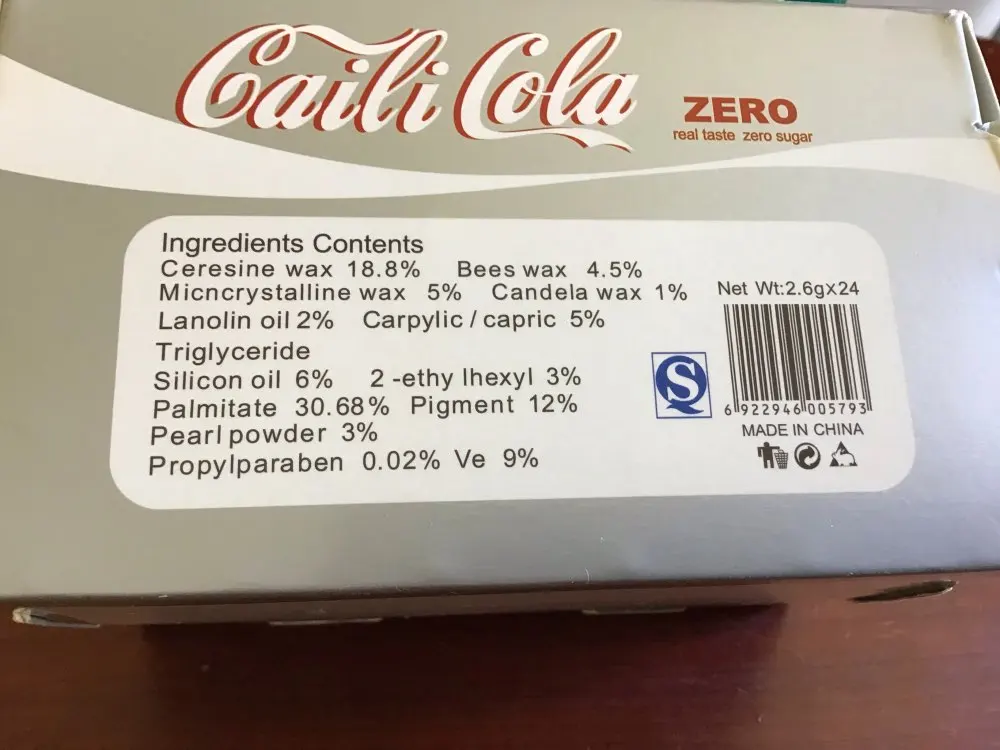 Caili Cola
ZERO
real taste zero sugar
Ingredients Contents
Ceresine wax 18.8% Bees wax 4.5%
Micncrystalline wax 5% Candela wax 1%
Lanolin oil 2% Carpylic / capric 5%
Triglyceride
Silicon oil 6% 2 -ethy lhexyl 3%
Palmitate 30.68% Pigment 12%
Pearl powder 3%
Propylparaben 0.02% Ve 9%
Net Wt:2.6gx24
S
6 922946 005793
MADE IN CHINA